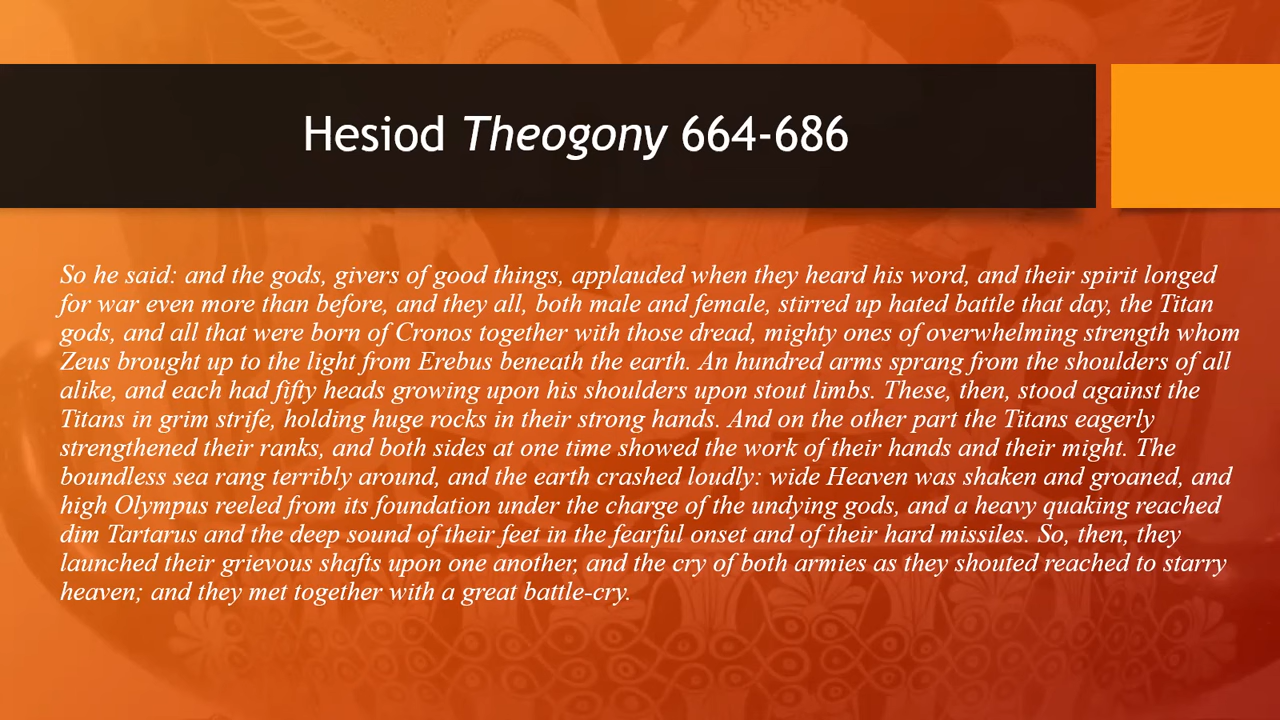 Hesiod Theogony 664-686
So he said: and the gods, givers of good things, applauded when they heard his word, and their spirit longed
for war even more than before, and they all, both male and female, stirred up hated battle that day, the Titan
gods, and all that were born of Cronos together with those dread, mighty ones of overwhelming strength whom
Zeus brought up to the light from Erebus beneath the earth. An hundred arms sprang from the shoulders of all
alike, and each had fifty heads growing upon his shoulders upon stout limbs. These, then, stood against the
Titans in grim strife, holding huge rocks in their strong hands. And on the other part the Titans eagerly
strengthened their ranks, and both sides at one time showed the work of their hands and their might. The
boundless sea rang terribly around, and the earth crashed loudly: wide Heaven was shaken and groaned, and
high Olympus reeled from its foundation under the charge of the undying gods, and a heavy quaking reached
dim Tartarus and the deep sound of their feet in the fearful onset and of their hard missiles. So, then, they
launched their grievous shafts upon one another, and the cry of both armies as they shouted reached to starry
heaven; and they met together with a great battle-cry.